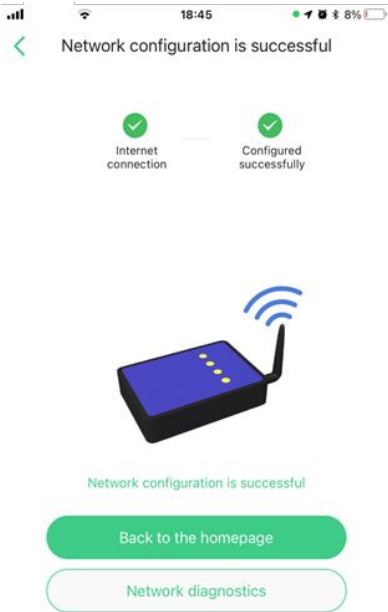 18:45
8%
Network configuration is successful
Internet
connection
Configured
successfully
Network configuration is successful
Back to the homepage
Network diagnostics